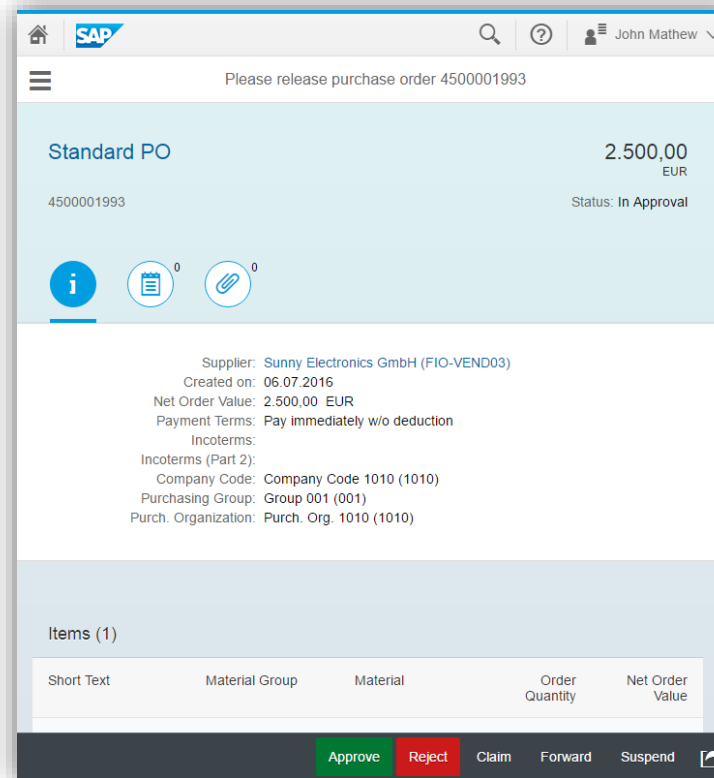 SAP John Mathew
Please release purchase order 4500001993
Standard PO 2.500,00
EUR
4500001993 Status: In Approval
i 0 0
Supplier: Sunny Electronics GmbH (FIO-VEND03)
Created on: 06.07.2016
Net Order Value: 2.500,00 EUR
Payment Terms: Pay immediately w/o deduction
Incoterms:
Incoterms (Part 2):
Company Code: Company Code 1010 (1010)
Purchasing Group: Group 001 (001)
Purch. Organization: Purch. Org. 1010 (1010)
Items (1)
Short Text Material Group Material Order Net Order
Quantity Value
Approve Reject Claim Forward Suspend